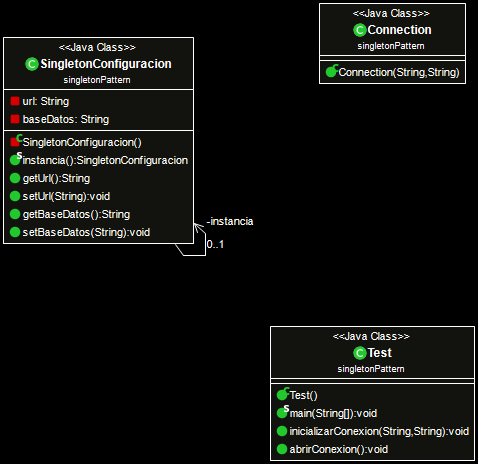 <<Java Class>>
SingletonConfiguracion
singletonPattern
url: String
baseDatos: String
SingletonConfiguracion()
instancia():SingletonConfiguracion
getUrl():String
setUrl(String):void
getBaseDatos():String
setBaseDatos(String):void
-instancia
0..1
<<Java Class>>
Connection
singletonPattern
Connection(String,String)
<<Java Class>>
Test
singletonPattern
Test()
main(String[]):void
inicializarConexion(String,String):void
abrirConexion():void